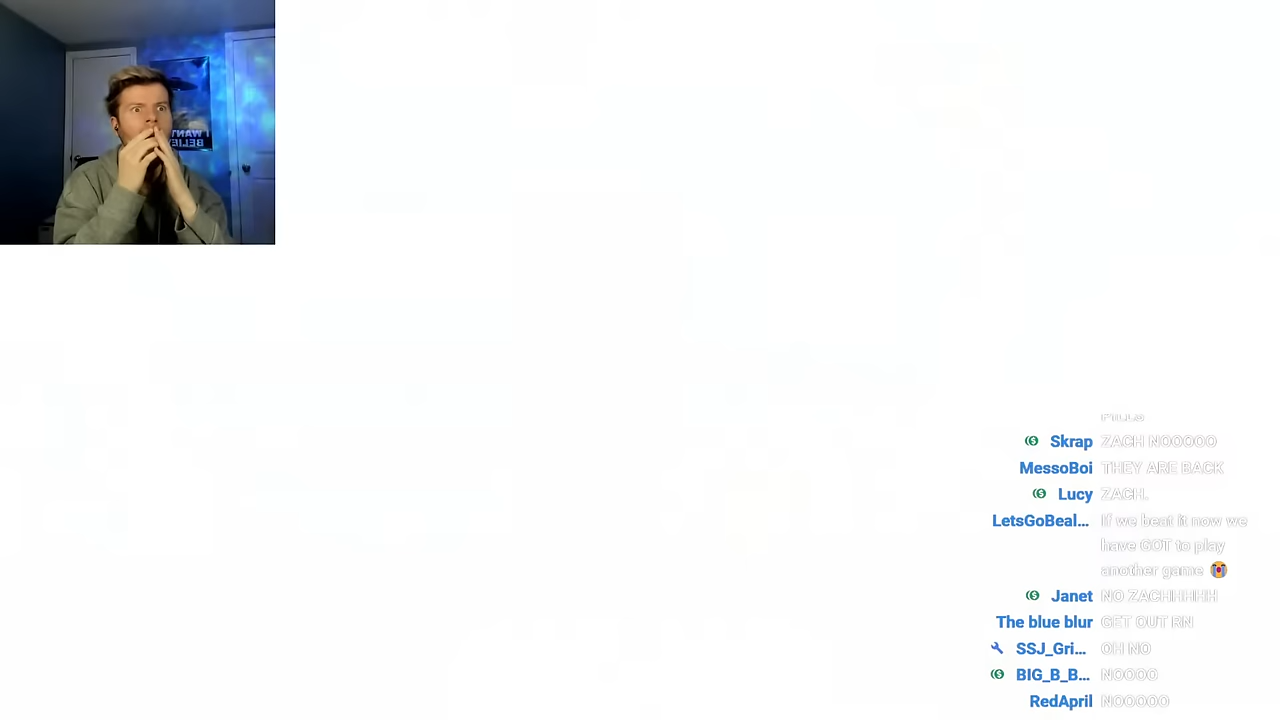 I WANT
BELIE
Skrap ZACH NOOOOO
MessoBoi THEY ARE BACK
Lucy ZACH.
LetsGoBeal... If we beat it now we
have GOT to play
another game 😭
Janet NO ZACHHHHH
The blue blur GET OUT RN
SSJ_Gri... OH NO
BIG_B_B... NOOOO
RedApril NOOOOO